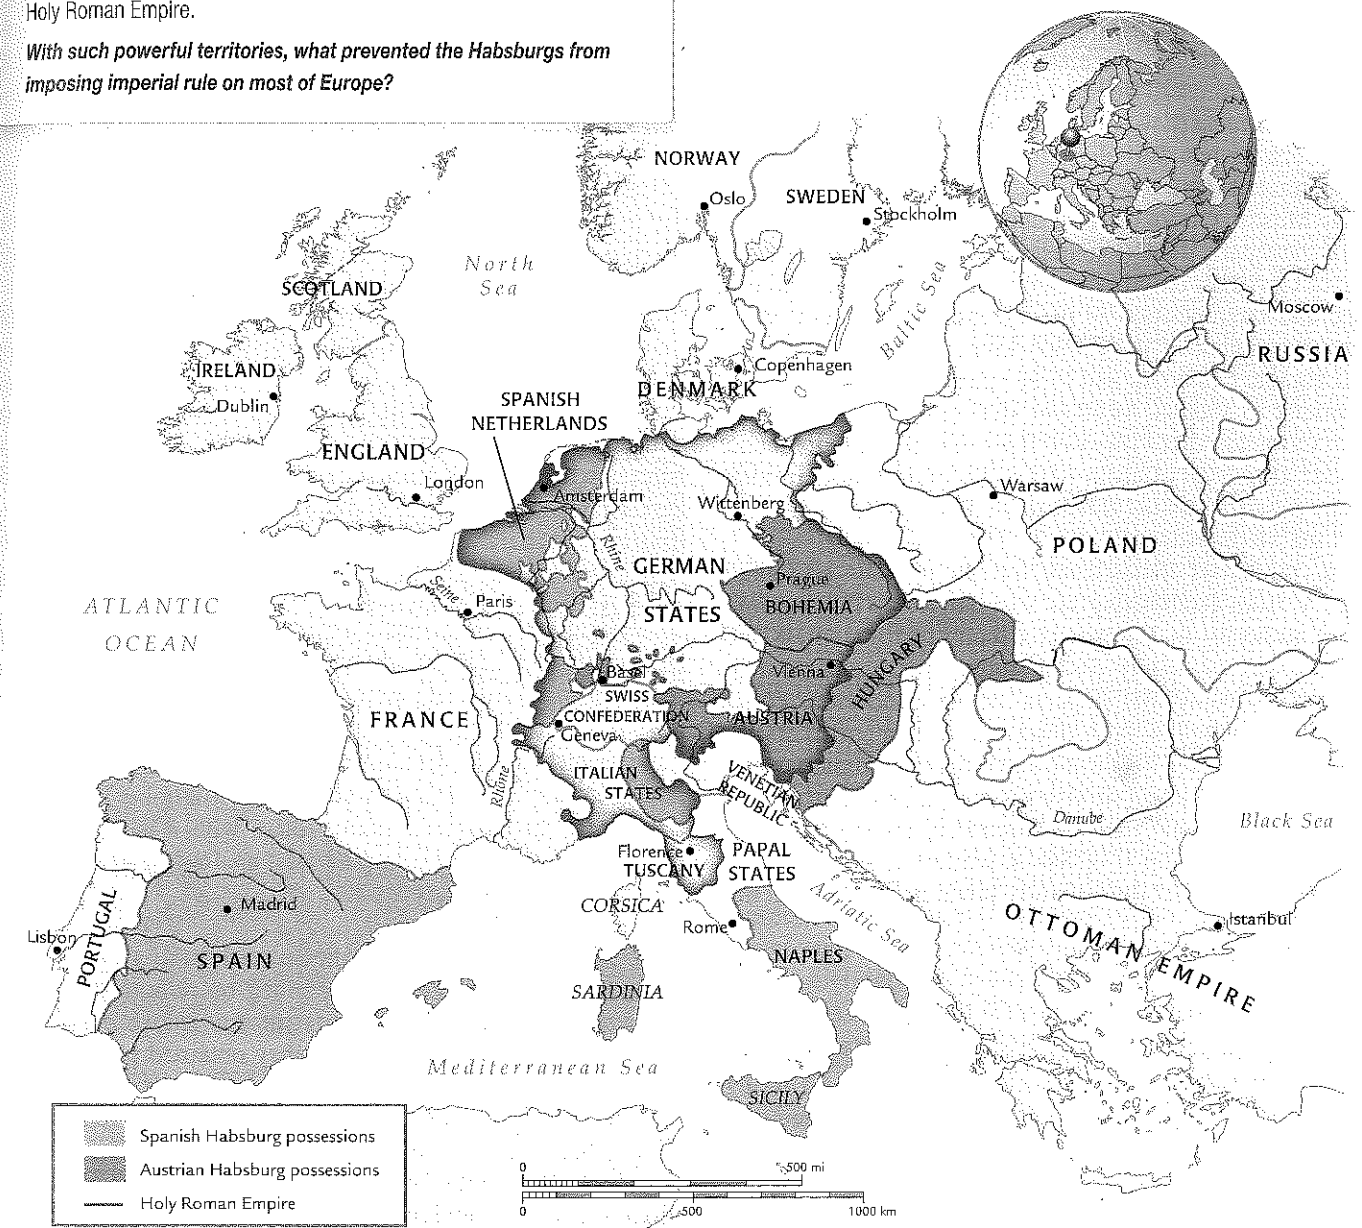 Holy Roman Empire.
With such powerful territories, what prevented the Habsburgs from
imposing imperial rule on most of Europe?
NORWAY
Oslo
SWEDEN
Stockholm
North
Sea
SCOTLAND
Baltic Sea
Moscow
RUSSIA
IRELAND
Dublin
Copenhagen
DENMARK
SPANISH
NETHERLANDS
ENGLAND
London
Amsterdam
Wittenberg
Warsaw
POLAND
Rhine
GERMAN
STATES
Prague
BOHEMIA
Seine
Paris
ATLANTIC
OCEAN
Basel
Vienna
HUNGARY
SWISS
CONFEDERATION
Geneva
AUSTRIA
FRANCE
Rhine
ITALIAN
STATES
VENETIAN
REPUBLIC
Danube
Black Sea
Florence
TUSCANY
PAPAL
STATES
CORSICA
Adriatic Sea
Madrid
PORTUGAL
Lisbon
SPAIN
Rome
NAPLES
OTTOMAN EMPIRE
Istanbul
SARDINIA
Mediterranean Sea
SICILY
Spanish Habsburg possessions
Austrian Habsburg possessions
Holy Roman Empire
0 500 mi
0 500 1000 km